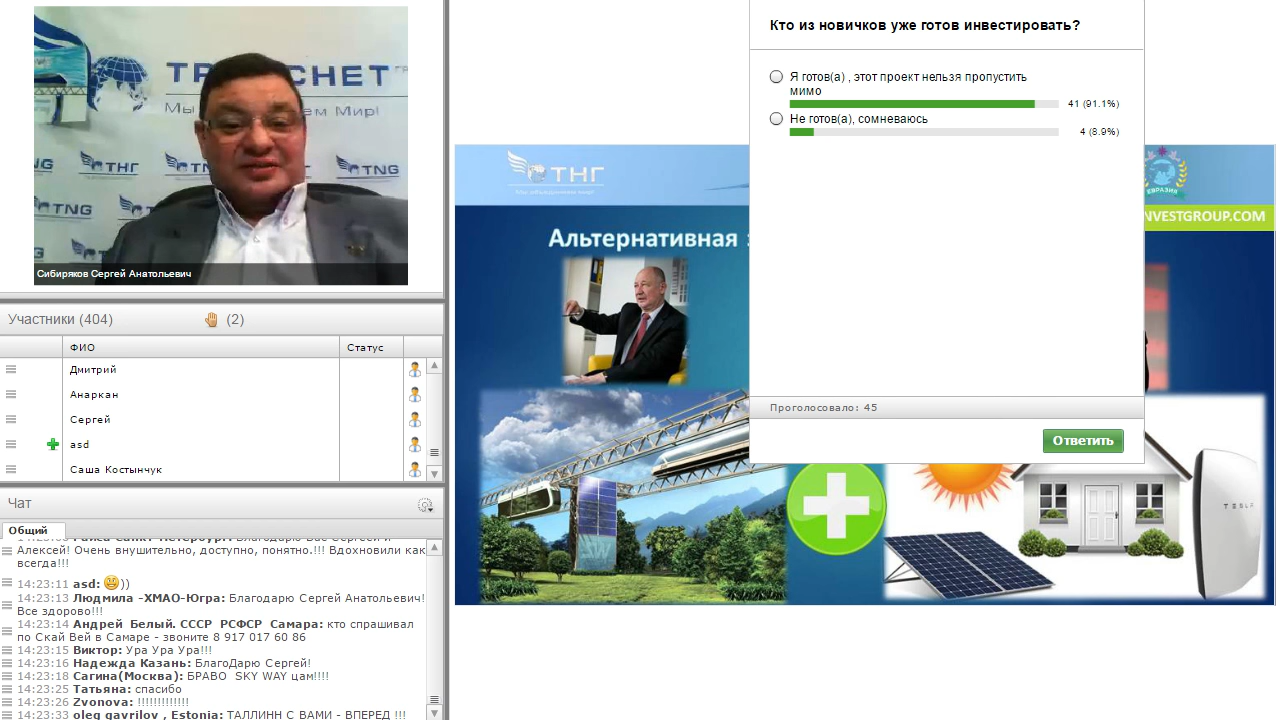 Сибиряков Сергей Анатольевич
ТНГ
TNG
TNG
TNG
Участники (404)
(2)
ФИО
Статус
Дмитрий
Анаркан
Сергей
asd
Саша Костынчук
Чат
Общий
Алексей! Очень внушительно, доступно, понятно.!!! Вдохновили как
всегда!!!
14:23:11 asd: ))
14:23:13 Людмила -ХМАО-Югра: Благодарю Сергей Анатольевич!
Все здорово!!!
14:23:14 Андрей Белый. СССР РСФСР Самара: кто спрашивал
по Скай Вей в Самаре - звоните 8 917 017 60 86
14:23:15 Виктор: Ура Ура Ура!!!
14:23:16 Надежда Казань: БлагоДарю Сергей!
14:23:18 Сагина(Москва): БРАВО SKY WAY цам!!!!
14:23:25 Татьяна: спасибо
14:23:26 Zvonova: !!!!!!!!!!!!!
14:23:33 oleg gavrilov , Estonia: ТАЛЛИНН С ВАМИ - ВПЕРЕД !!!
Кто из новичков уже готов инвестировать?
Я готов(а) , этот проект нельзя пропустить
мимо
41 (91.1%)
Не готов(а), сомневаюсь
4 (8.9%)
Проголосовало: 45
Ответить
ТНГ
ЕВРАЗИЯ
NVESTGROUP.COM
Альтернативная
TESLA